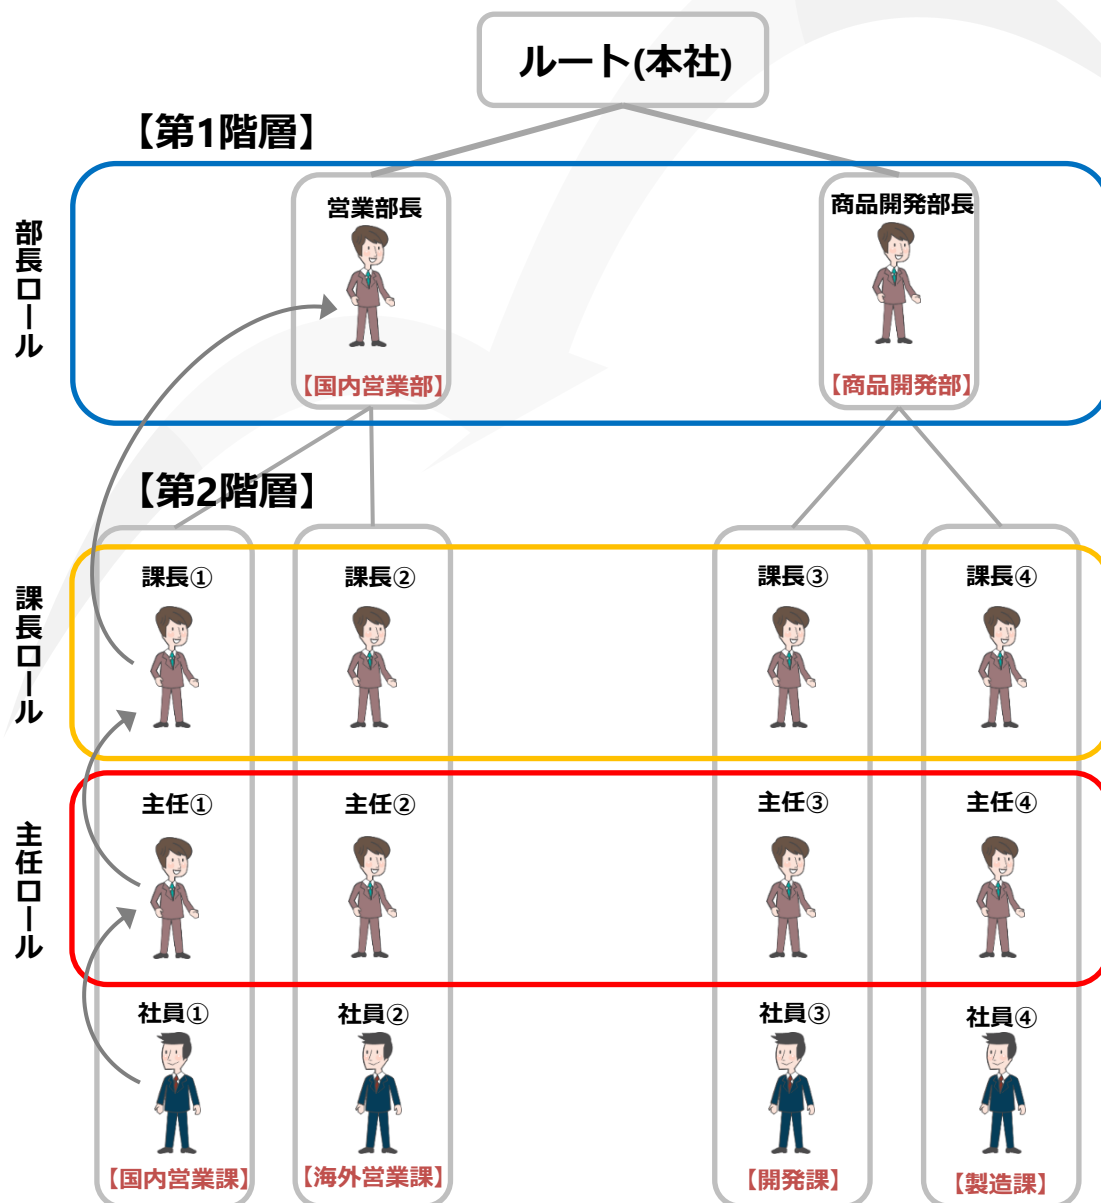 ルート(本社)
【第1階層】
部長ロール
営業部長
商品開発部長
【国内営業部】
【商品開発部】
【第2階層】
課長ロール
課長①
課長②
課長③
課長④
主任ロール
主任①
主任②
主任③
主任④
社員①
社員②
社員③
社員④
【国内営業課】
【海外営業課】
【開発課】
【製造課】